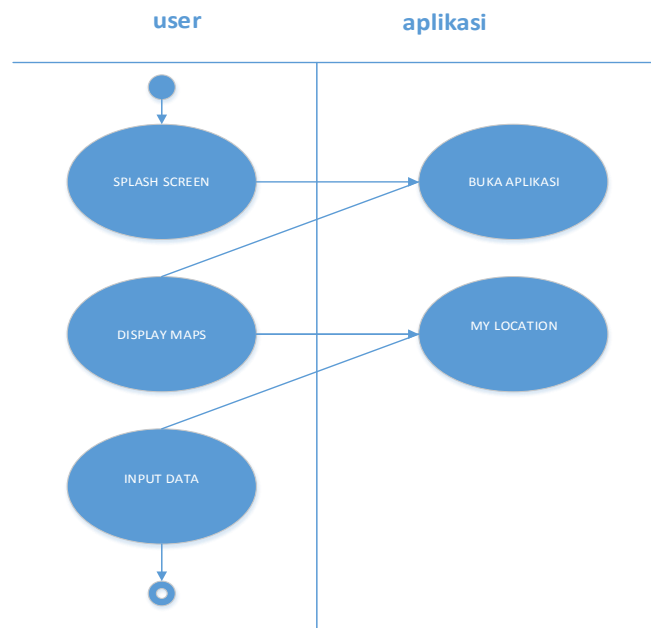 user
aplikasi
SPLASH SCREEN
BUKA APLIKASI
DISPLAY MAPS
MY LOCATION
INPUT DATA